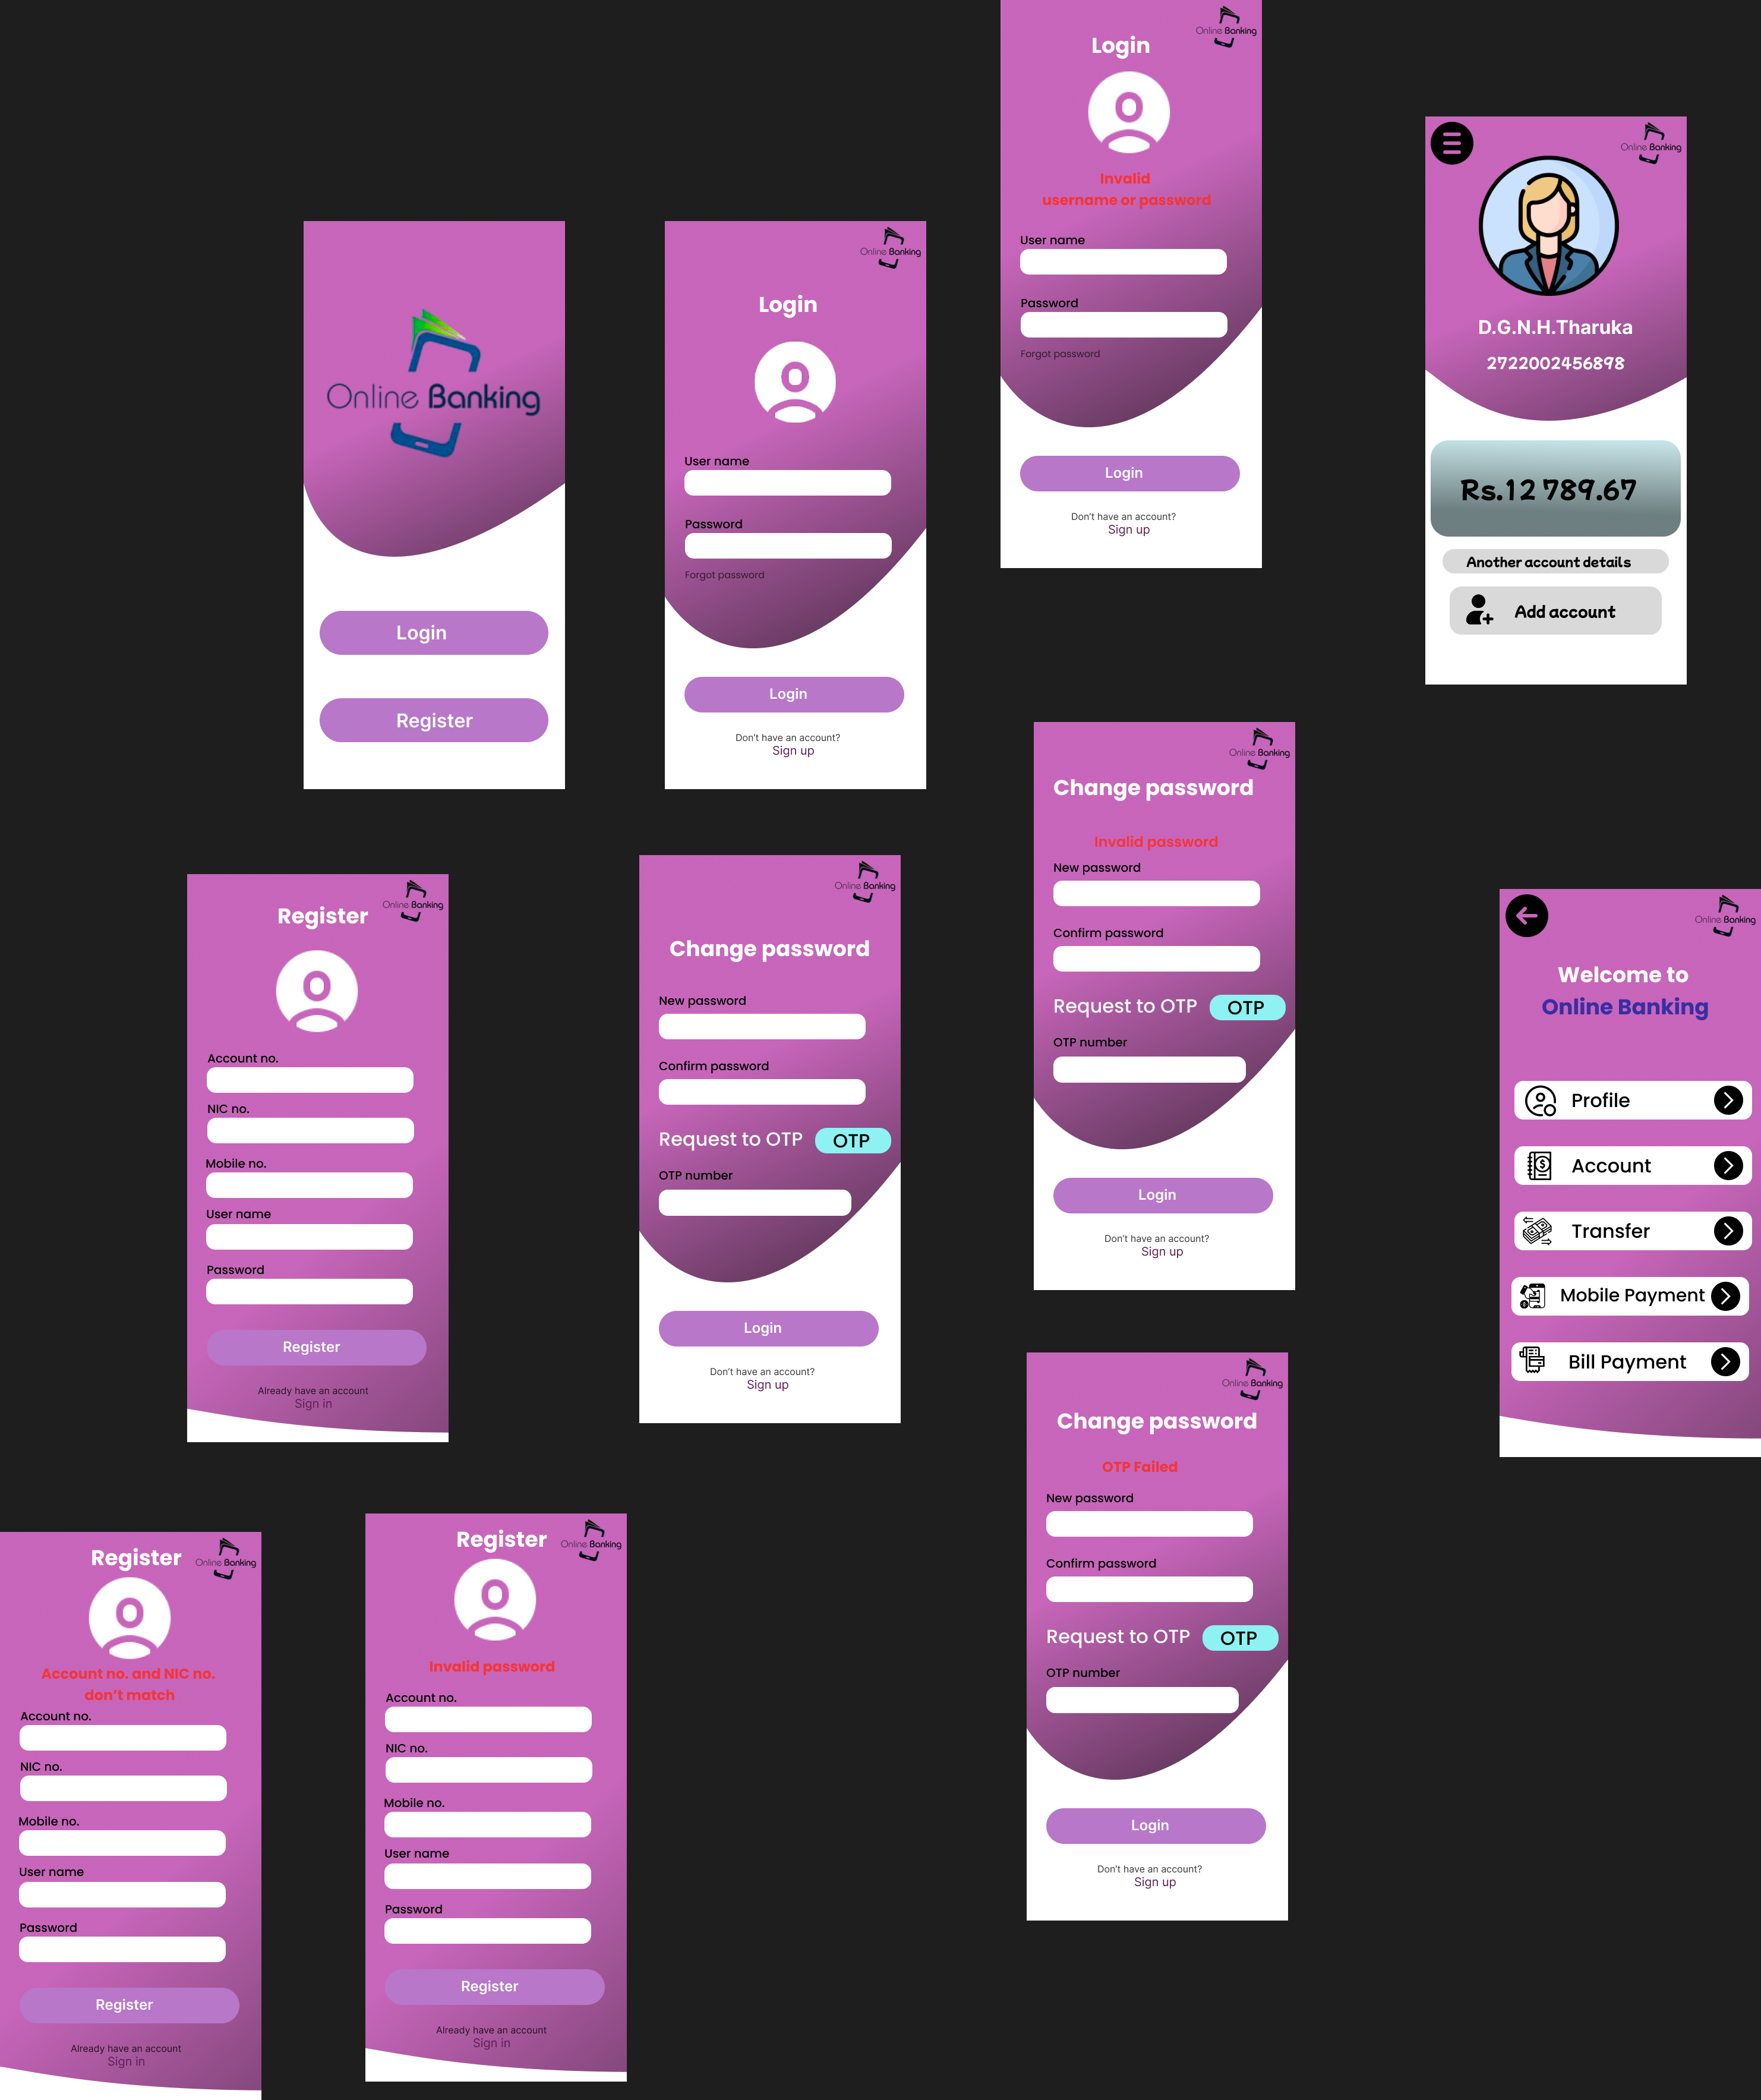 Online Banking
Login
Register
Online Banking
Login
User name
Password
Forgot password
Login
Don't have an account?
Sign up
Online Banking
Login
Invalid
username or password
User name
Password
Forgot password
Login
Don't have an account?
Sign up
Online Banking
D.G.N.H.Tharuka
2722002456898
Rs.12 789.67
Another account details
Add account
Online Banking
Register
Account no.
NIC no.
Mobile no.
User name
Password
Register
Already have an account
Sign in
Online Banking
Change password
New password
Confirm password
Request to OTP OTP
OTP number
Login
Don't have an account?
Sign up
Online Banking
Change password
Invalid password
New password
Confirm password
Request to OTP OTP
OTP number
Login
Don't have an account?
Sign up
Online Banking
Welcome to
Online Banking
Profile
Account
Transfer
Mobile Payment
Bill Payment
Online Banking
Change password
OTP Failed
New password
Confirm password
Request to OTP OTP
OTP number
Login
Don't have an account?
Sign up
Register
Online Banking
Account no. and NIC no.
don't match
Account no.
NIC no.
Mobile no.
User name
Password
Register
Already have an account
Sign in
Register
Online Banking
Invalid password
Account no.
NIC no.
Mobile no.
User name
Password
Register
Already have an account
Sign in